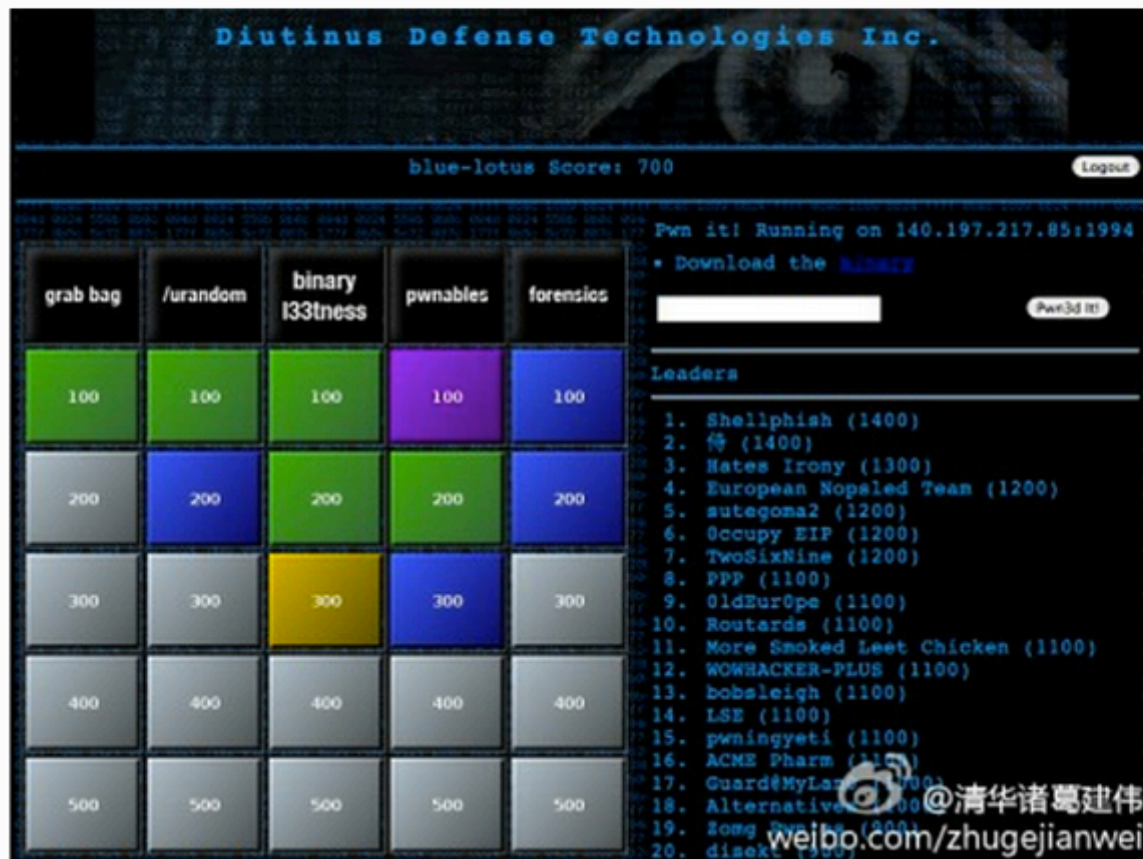 Diutinus Defense Technologies Inc.
blue-lotus Score: 700
Logout
grab bag
/urandom
binary
l33tness
pwnables
forensics
100 100 100 100 100
200 200 200 200 200
300 300 300 300 300
400 400 400 400 400
500 500 500 500 500
Pwn it! Running on 140.197.217.85:1994
• Download the binary
Pwn3d It!
Leaders
1. Shellphish (1400)
2. 侍 (1400)
3. Hates Irony (1300)
4. European Nopsled Team (1200)
5. sutegoma2 (1200)
6. 0ccupy EIP (1200)
7. TwoSixNine (1200)
8. PPP (1100)
9. 0ldEur0pe (1100)
10. Routards (1100)
11. More Smoked Leet Chicken (1100)
12. WOWHACKER-PLUS (1100)
13. bobsleigh (1100)
14. LSE (1100)
15. pwningyeti (1100)
16. ACME Pharm
17.
18.
19. Zomg
20. disekt (900)
@清华诸葛建伟
weibo.com/zhugejianwei